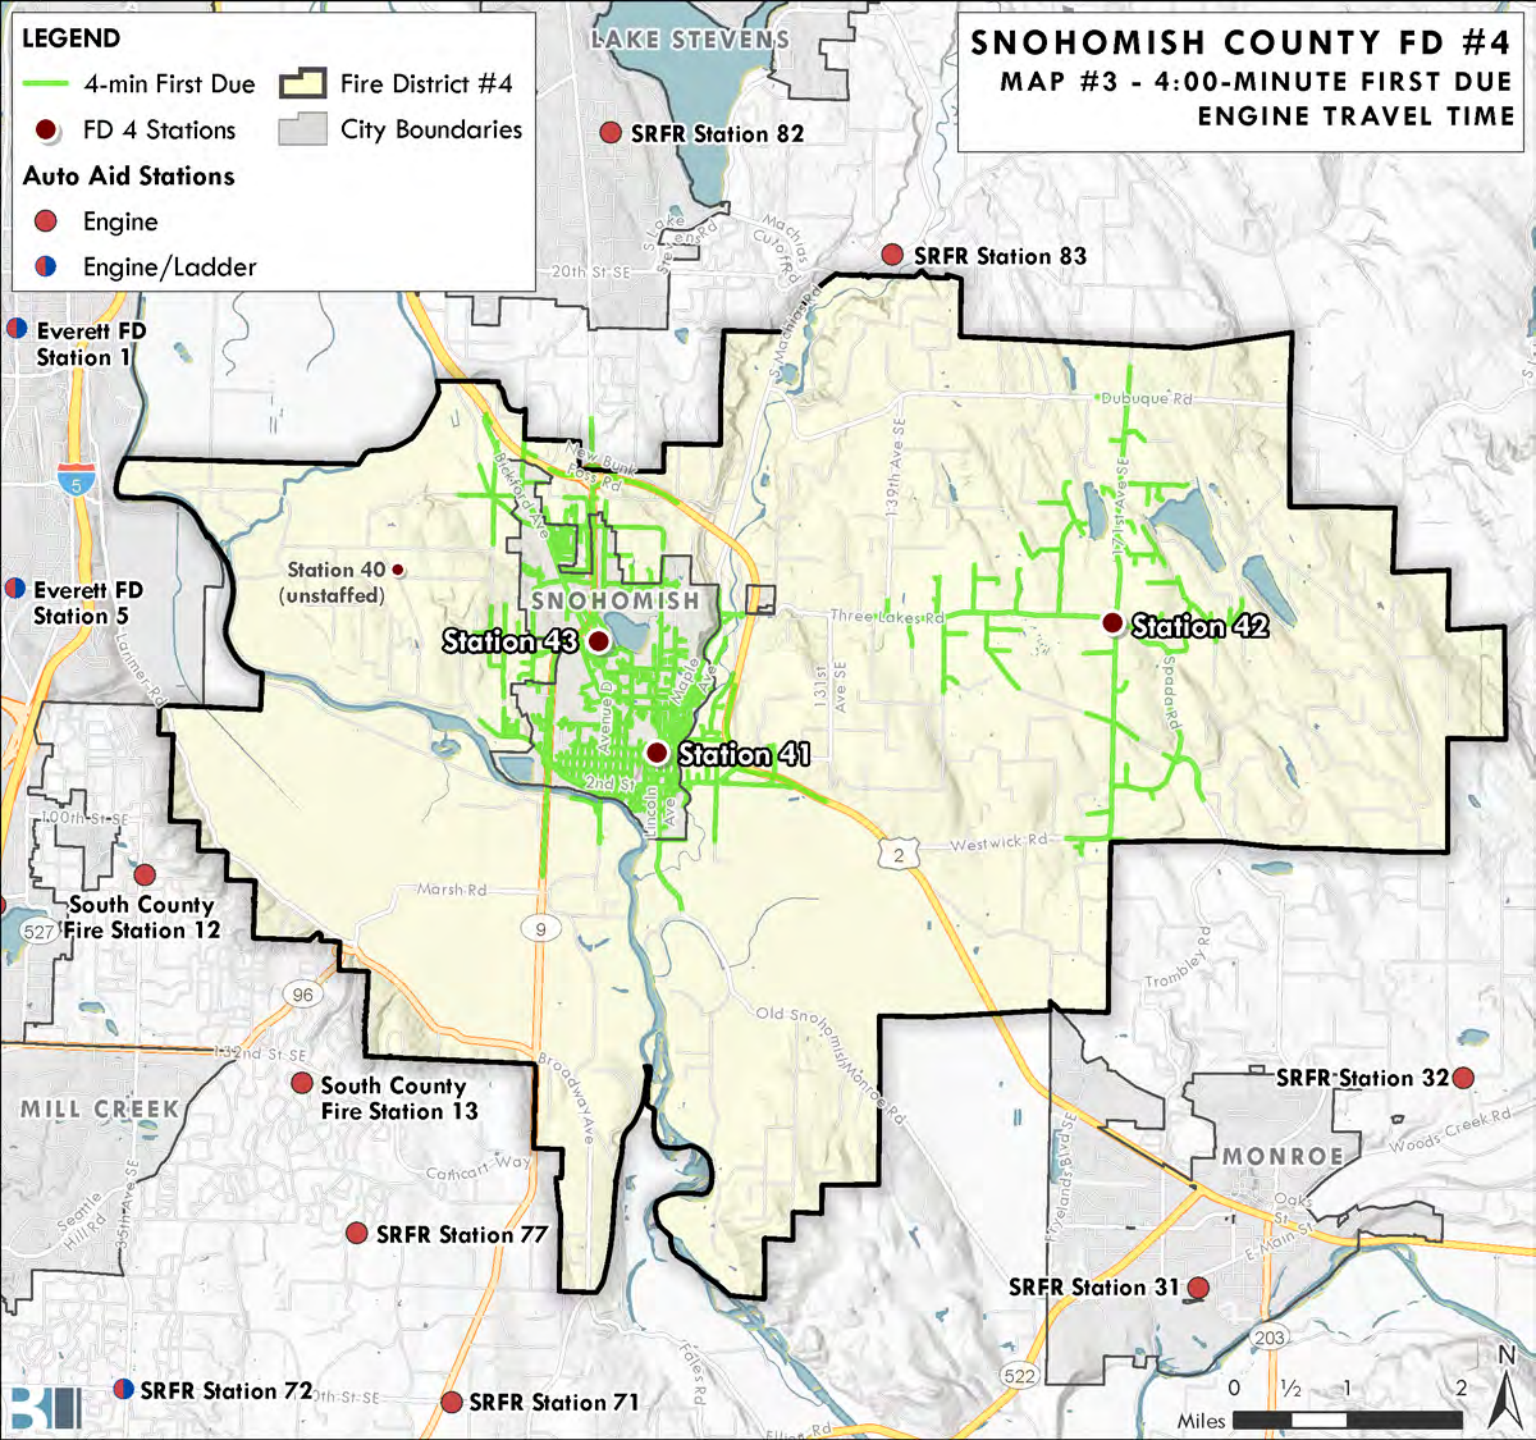 LEGEND
4-min First Due
Fire District #4
FD 4 Stations
City Boundaries
Auto Aid Stations
Engine
Engine/Ladder
SNOHOMISH COUNTY FD #4
MAP #3 - 4:00-MINUTE FIRST DUE
ENGINE TRAVEL TIME
LAKE STEVENS
SRFR Station 82
S Lake
Stevens Rd
Machias
Cutoff Rd
20th St SE
SRFR Station 83
S Machias Rd
Everett FD
Station 1
5
Dubuque Rd
New Bunk
Foss Rd
Bickford Ave
139th Ave SE
171st Ave SE
Station 40
(unstaffed)
Everett FD
Station 5
SNOHOMISH
Three Lakes Rd
Station 42
Station 43
Larimer Rd
Maple
Ave
131st
Ave SE
Spada Rd
Avenue D
Station 41
2nd St
Lincoln
Ave
100th St SE
2
Westwick Rd
South County
Fire Station 12
527
Marsh Rd
9
96
Trombley Rd
Old Snohomish Monroe Rd
132nd St SE
Broadway Ave
SRFR Station 32
South County
Fire Station 13
MILL CREEK
Woods Creek Rd
MONROE
Cathcart Way
Fryelands Blvd SE
Seattle
Hill Rd
35th Ave SE
Oaks
St
E Main St
SRFR Station 77
SRFR Station 31
203
522
Fales Rd
N
SRFR Station 72
0th St SE
SRFR Station 71
0 ½ 1 2
Miles
Elliott Rd